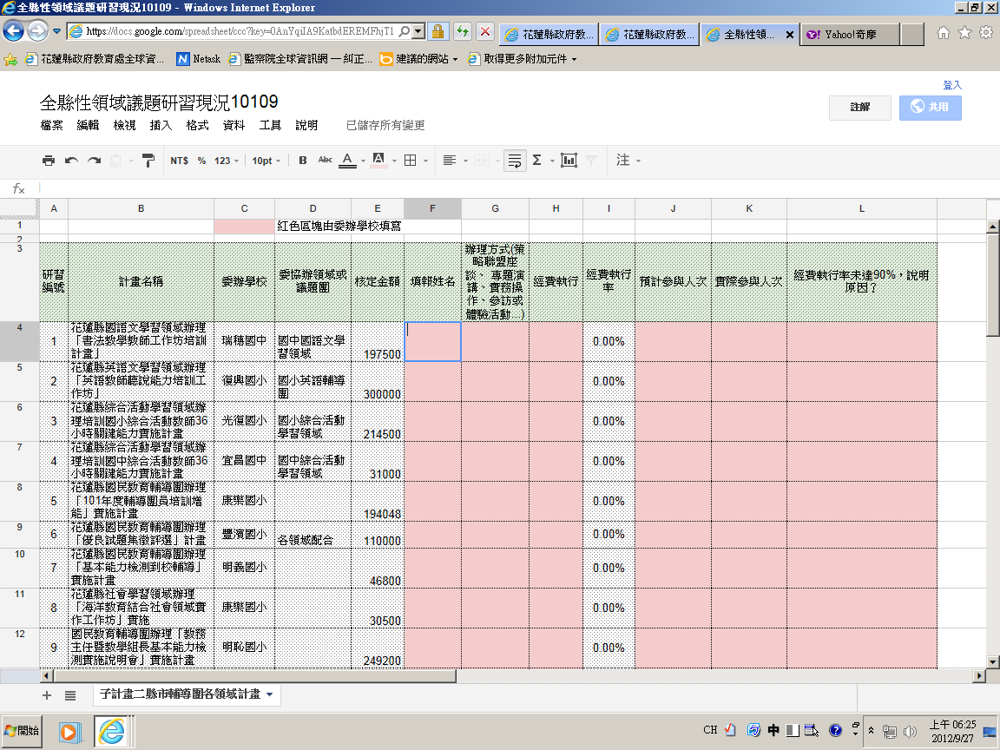 全縣性領域議題研習現況10109 - Windows Internet Explorer
https://docs.google.com/spreadsheet/ccc?key=0AnYqilA9KatbdEREMFhjT1
花蓮縣政府教...
花蓮縣政府教...
全縣性領...
Yahoo!奇摩
花蓮縣政府教育處全球資...
Netask
監察院全球資訊網 — 糾正...
建議的網站
取得更多附加元件
登入
全縣性領域議題研習現況10109
檔案 編輯 檢視 插入 格式 資料 工具 說明 已儲存所有變更
註解
共用
NT$ % 123 10pt B Abc A A Σ 注
fx
A B C D E F G H I J K L
1 紅色區塊由委辦學校填寫
2
3
研習編號
計畫名稱
委辦學校
委協辦領域或
議題團
核定金額
填報姓名
辦理方式(策
略聯盟座
談、 專題演
講、實務操
作、參訪或
體驗活動...)
經費執行
經費執行
率
預計參與人次
實際參與人次
經費執行率未達90%，說明
原因？
4
1
花蓮縣國語文學習領域辦理
「書法教學教師工作坊培訓
計畫」
瑞穗國中
國中國語文學
習領域
197500
0.00%
5
2
花蓮縣英語文學習領域辦理
「英語教師聽說能力培訓工
作坊」
復興國小
國小英語輔導
團
300000
0.00%
6
3
花蓮縣綜合活動學習領域辦
理培訓國小綜合活動教師36
小時關鍵能力實施計畫
光復國小
國小綜合活動
學習領域
214500
0.00%
7
4
花蓮縣綜合活動學習領域辦
理培訓國中綜合活動教師36
小時關鍵能力實施計畫
宜昌國中
國中綜合活動
學習領域
31000
0.00%
8
5
花蓮縣國民教育輔導團辦理
「101年度輔導團員培訓增
能」實施計畫
康樂國小
194048
0.00%
9
6
花蓮縣國民教育輔導團辦理
「優良試題集徵評選」計畫
豐濱國小
各領域配合
110000
0.00%
10
7
花蓮縣國民教育輔導團辦理
「基本能力檢測到校輔導」
實施計畫
明義國小
46800
0.00%
11
8
花蓮縣社會學習領域辦理
「海洋教育結合社會領域實
作工作坊」實施
康樂國小
30500
0.00%
12
9
國民教育輔導團辦理「教務
主任暨教學組長基本能力檢
測實施說明會」實施計畫
明恥國小
249200
0.00%
子計畫二縣市輔導團各領域計畫
開始
CH
中
上午 06:25
2012/9/27